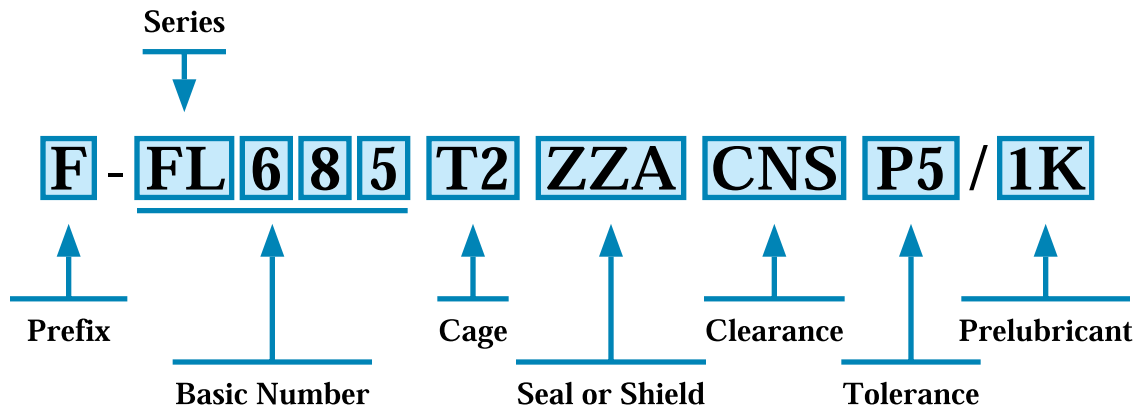 Series
F - FL 6 8 5 T2 ZZA CNS P5 / 1K
Prefix
Cage
Clearance
Prelubricant
Basic Number
Seal or Shield
Tolerance